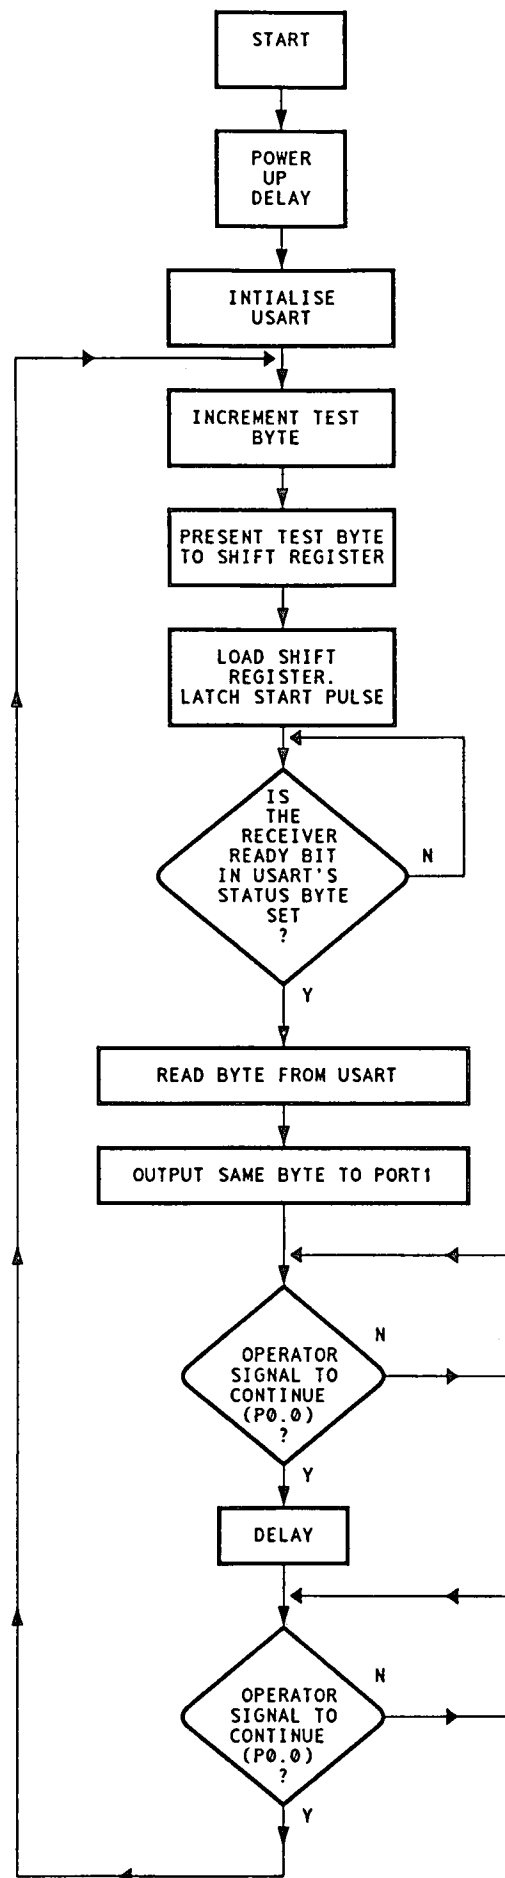 START
POWER
UP
DELAY
INTIALISE
USART
INCREMENT TEST
BYTE
PRESENT TEST BYTE
TO SHIFT REGISTER
LOAD SHIFT
REGISTER.
LATCH START PULSE
IS
THE
RECEIVER
READY BIT
IN USART'S
STATUS BYTE
SET
?
N
Y
READ BYTE FROM USART
OUTPUT SAME BYTE TO PORT1
N
OPERATOR
SIGNAL TO
CONTINUE
(P0.0)
?
Y
DELAY
N
OPERATOR
SIGNAL TO
CONTINUE
(P0.0)
?
Y